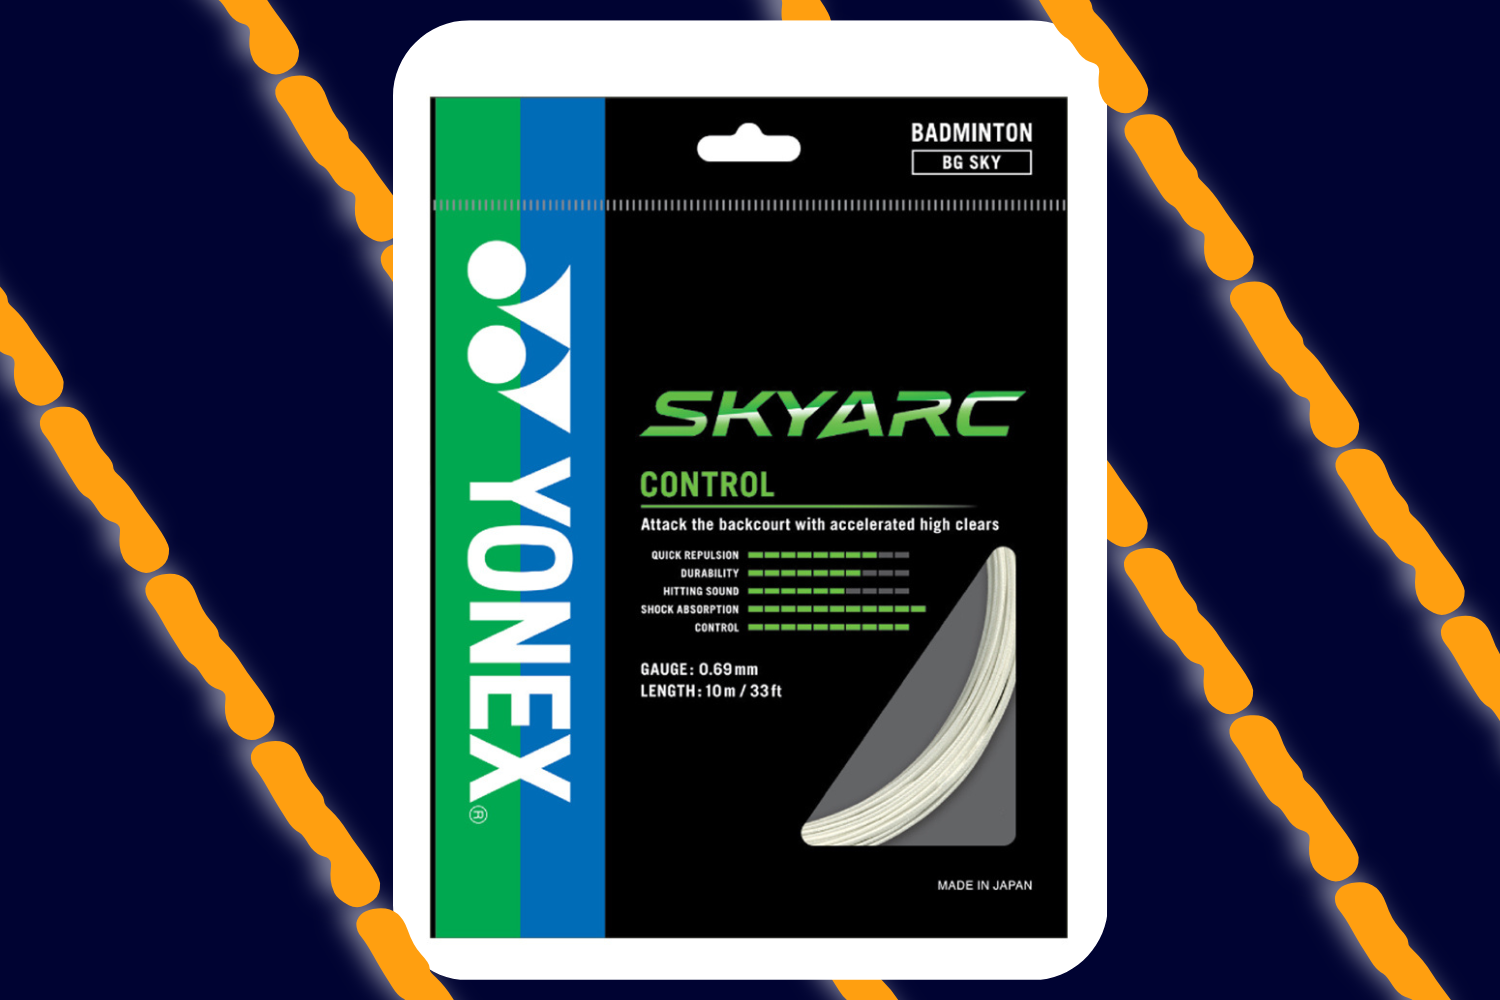 BADMINTON
BG SKY
YONEX®
SKYARC
CONTROL
Attack the backcourt with accelerated high clears
QUICK REPULSION
DURABILITY
HITTING SOUND
SHOCK ABSORPTION
CONTROL
GAUGE: 0.69mm
LENGTH: 10m / 33ft
MADE IN JAPAN